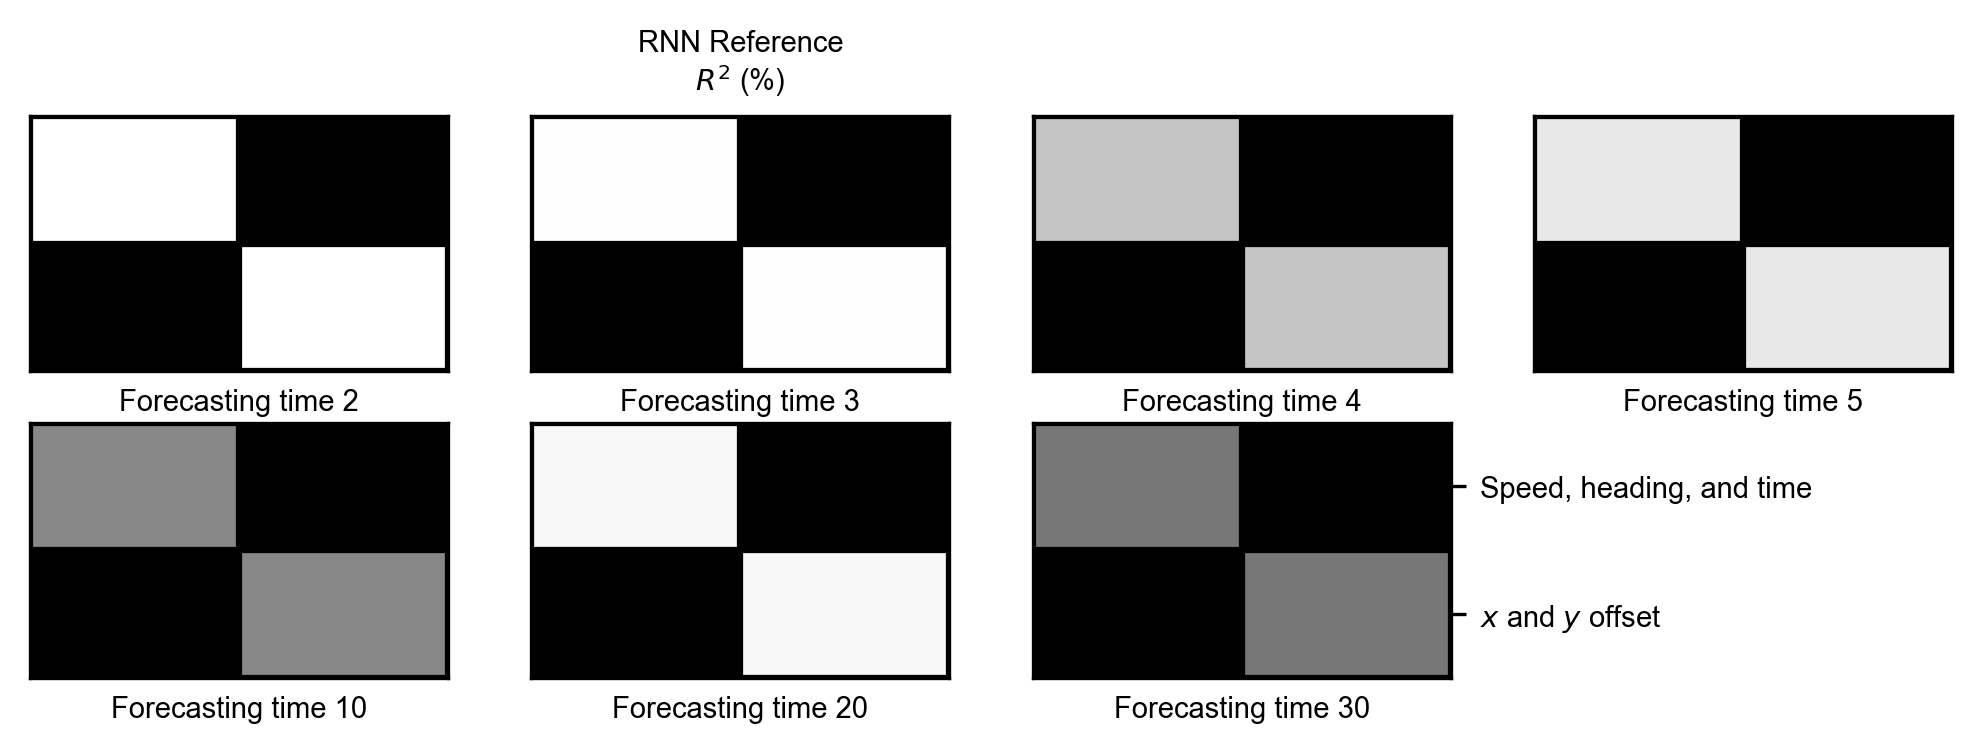 RNN Reference
R² (%)
Forecasting time 2
Forecasting time 3
Forecasting time 4
Forecasting time 5
Speed, heading, and time
x and y offset
Forecasting time 10
Forecasting time 20
Forecasting time 30